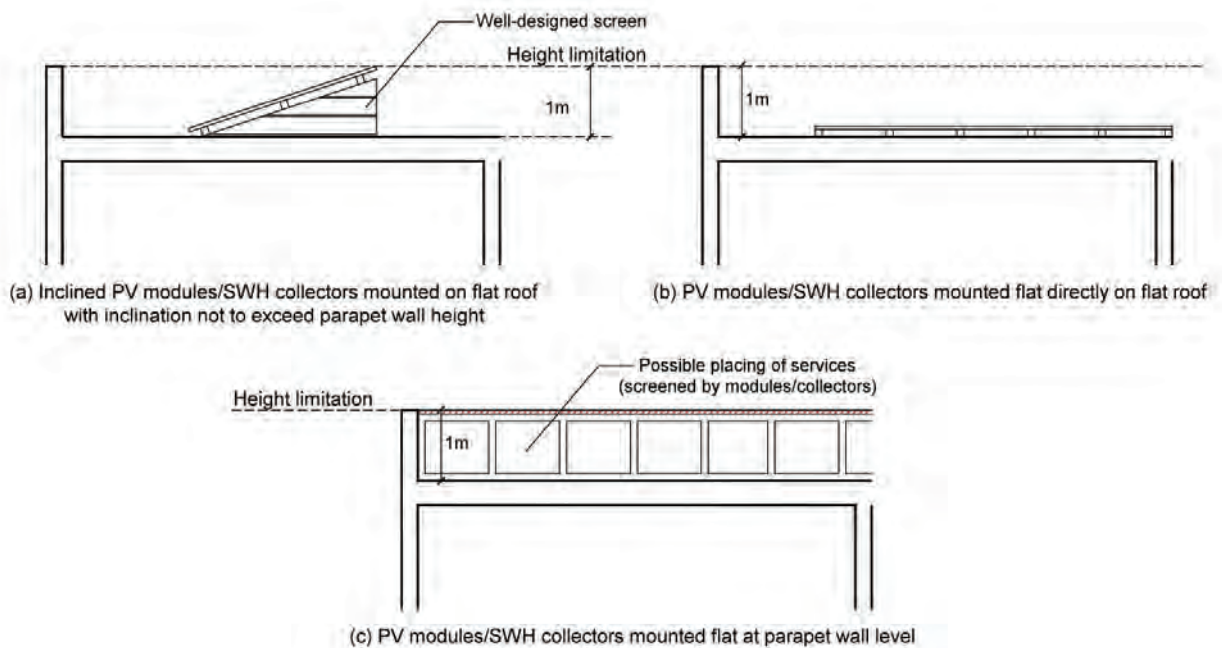 Well-designed screen
Height limitation
1m
1m
(a) Inclined PV modules/SWH collectors mounted on flat roof
with inclination not to exceed parapet wall height
(b) PV modules/SWH collectors mounted flat directly on flat roof
Possible placing of services
(screened by modules/collectors)
Height limitation
1m
(c) PV modules/SWH collectors mounted flat at parapet wall level